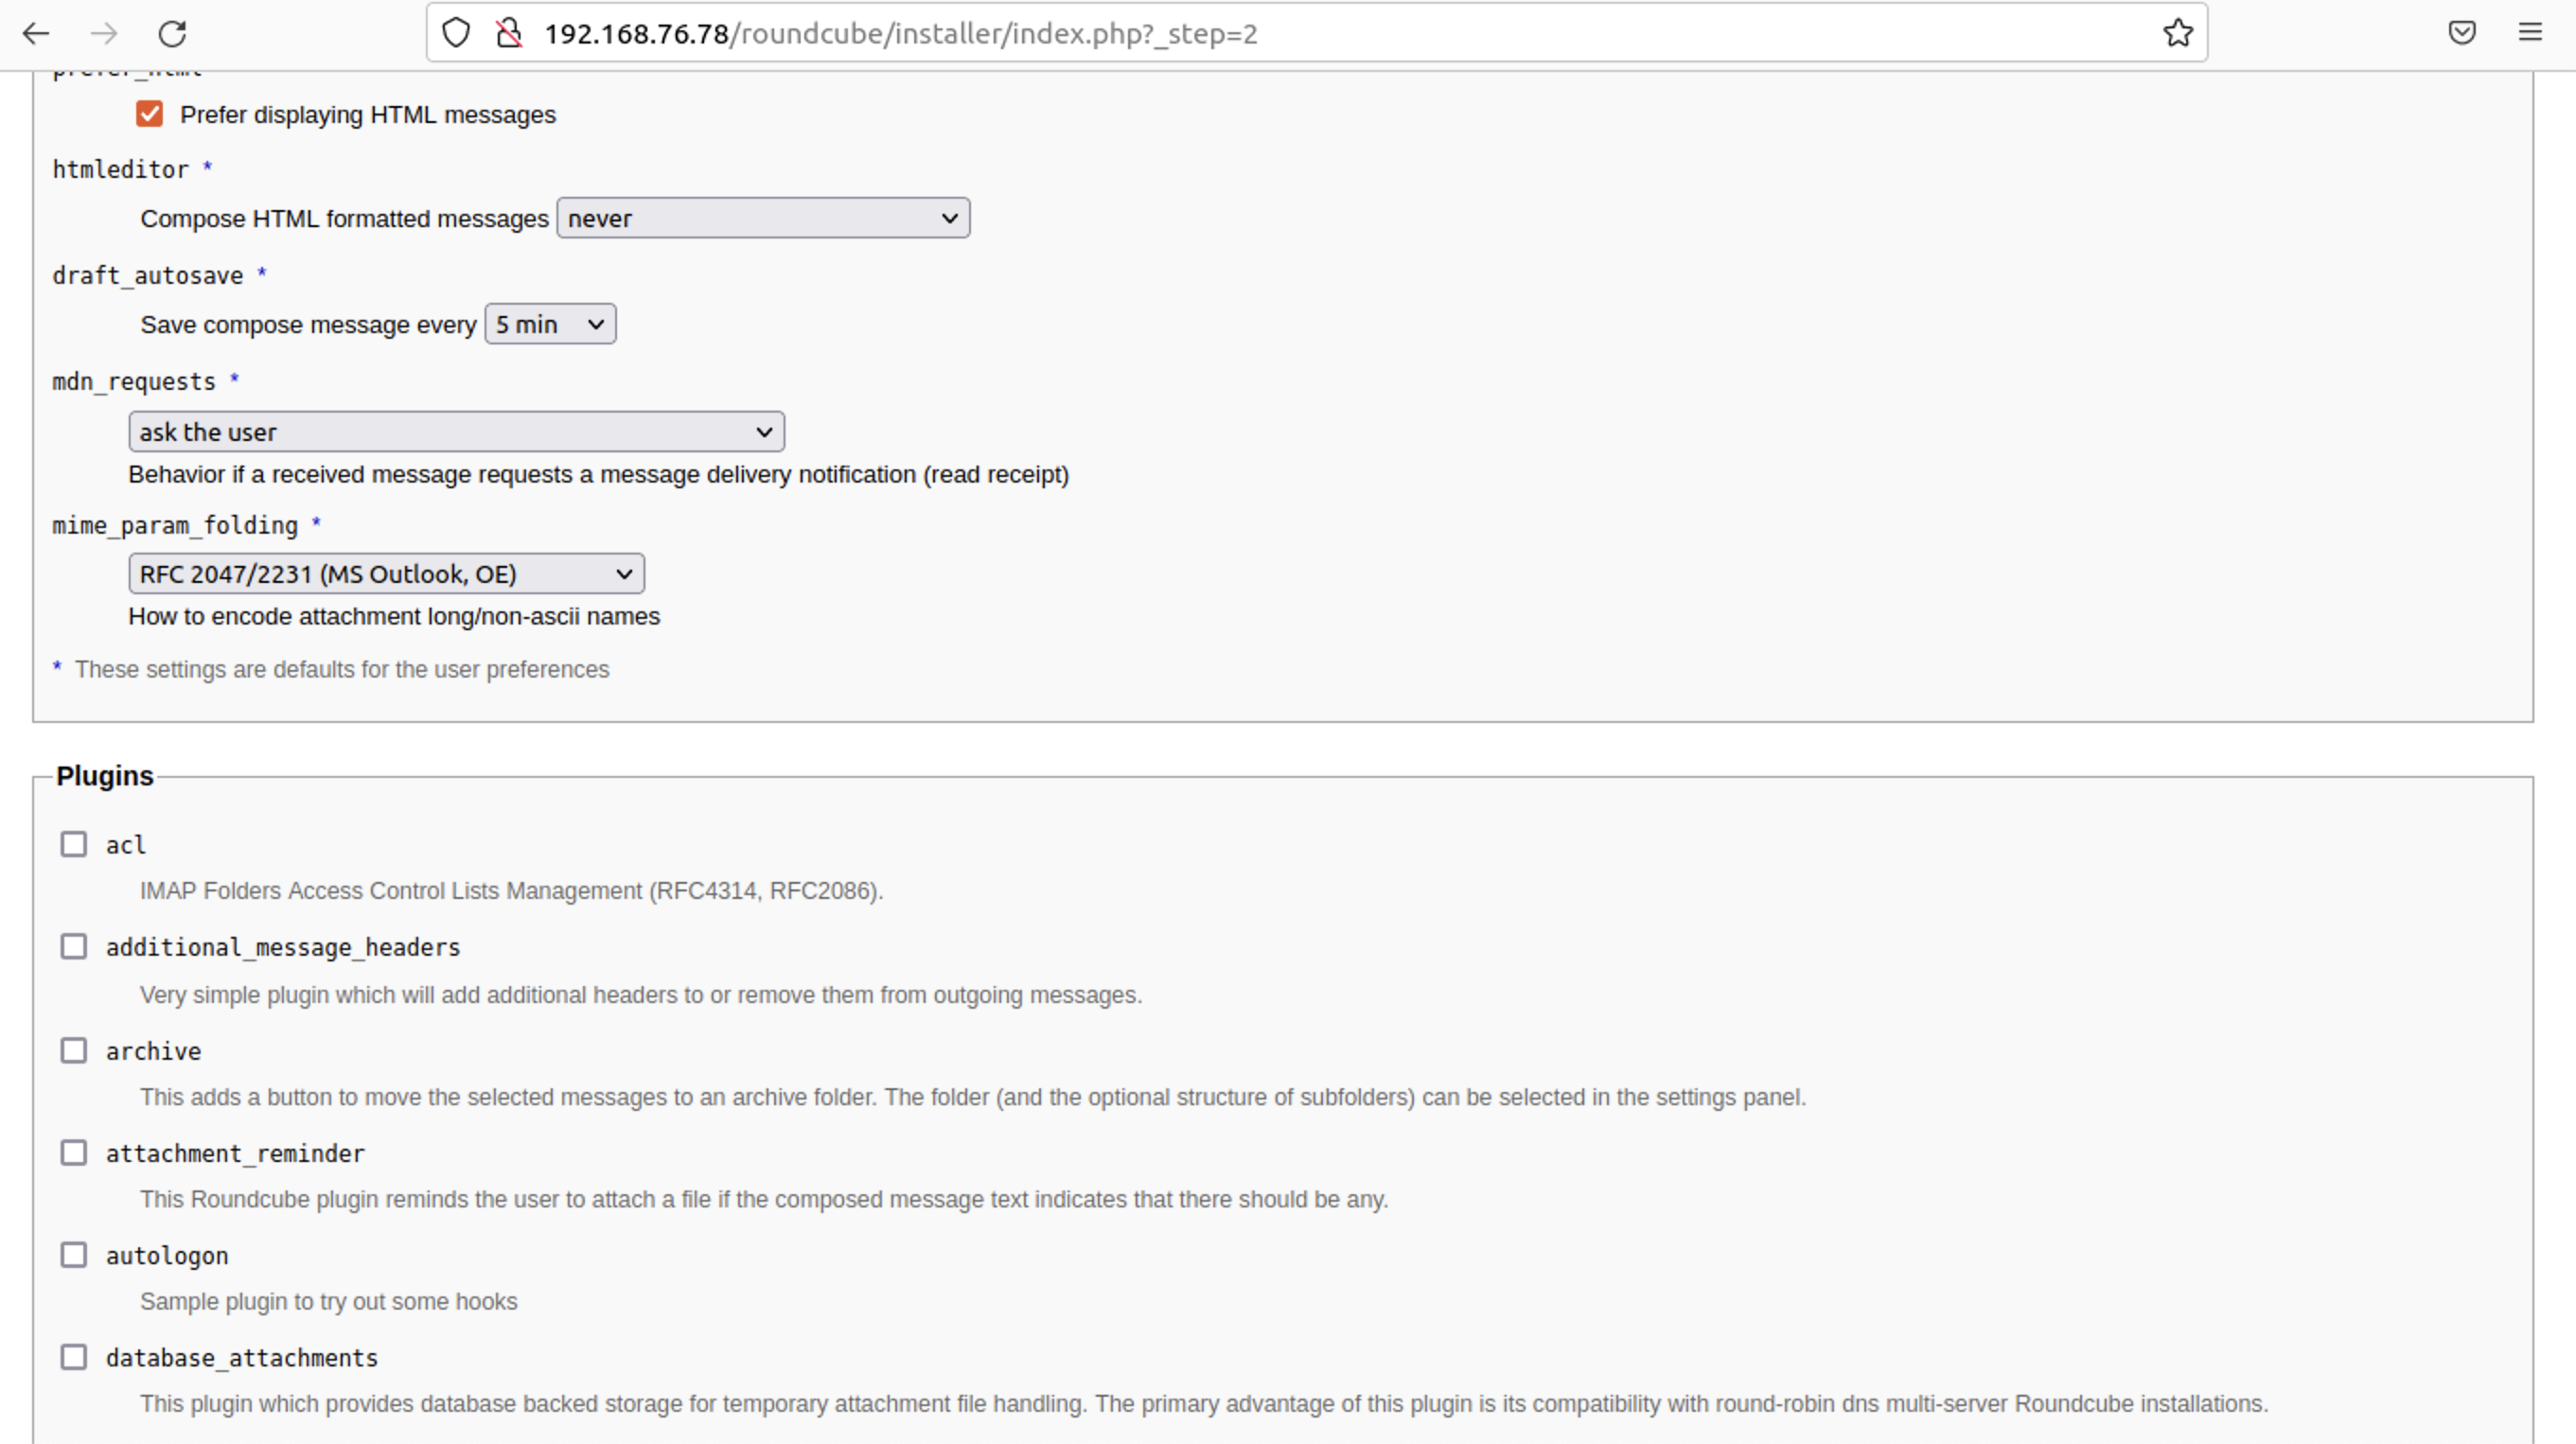 192.168.76.78/roundcube/installer/index.php?_step=2
prefer_html
Prefer displaying HTML messages
htmleditor *
Compose HTML formatted messages never
draft_autosave *
Save compose message every 5 min
mdn_requests *
ask the user
Behavior if a received message requests a message delivery notification (read receipt)
mime_param_folding *
RFC 2047/2231 (MS Outlook, OE)
How to encode attachment long/non-ascii names
* These settings are defaults for the user preferences
Plugins
acl
IMAP Folders Access Control Lists Management (RFC4314, RFC2086).
additional_message_headers
Very simple plugin which will add additional headers to or remove them from outgoing messages.
archive
This adds a button to move the selected messages to an archive folder. The folder (and the optional structure of subfolders) can be selected in the settings panel.
attachment_reminder
This Roundcube plugin reminds the user to attach a file if the composed message text indicates that there should be any.
autologon
Sample plugin to try out some hooks
database_attachments
This plugin which provides database backed storage for temporary attachment file handling. The primary advantage of this plugin is its compatibility with round-robin dns multi-server Roundcube installations.